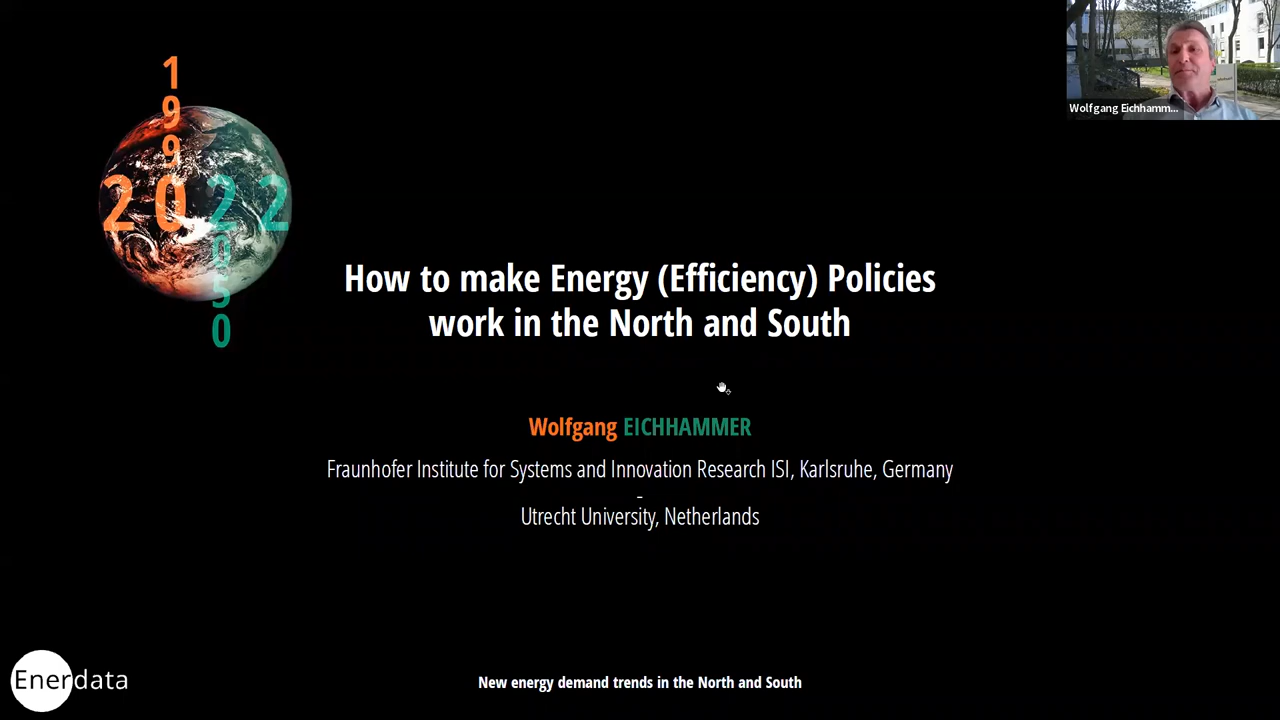 1
9
9
2022
0
5
0
Wolfgang Eichhamm...
How to make Energy (Efficiency) Policies
work in the North and South
Wolfgang EICHHAMMER
Fraunhofer Institute for Systems and Innovation Research ISI, Karlsruhe, Germany
-
Utrecht University, Netherlands
Enerdata
New energy demand trends in the North and South